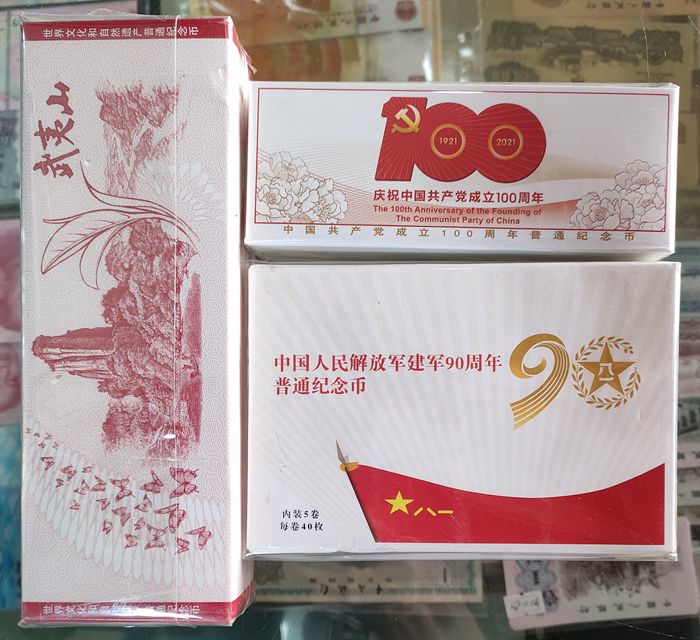 世界文化和自然遗产普通纪念币
武夷山
世界文化和自然遗产普通纪念币
100
1921
2021
庆祝中国共产党成立100周年
The 100th Anniversary of the Founding of
The Communist Party of China
中国共产党成立100周年普通纪念币
中国人民解放军建军90周年
普通纪念币
90
八一
八一
内装5卷
每卷40枚